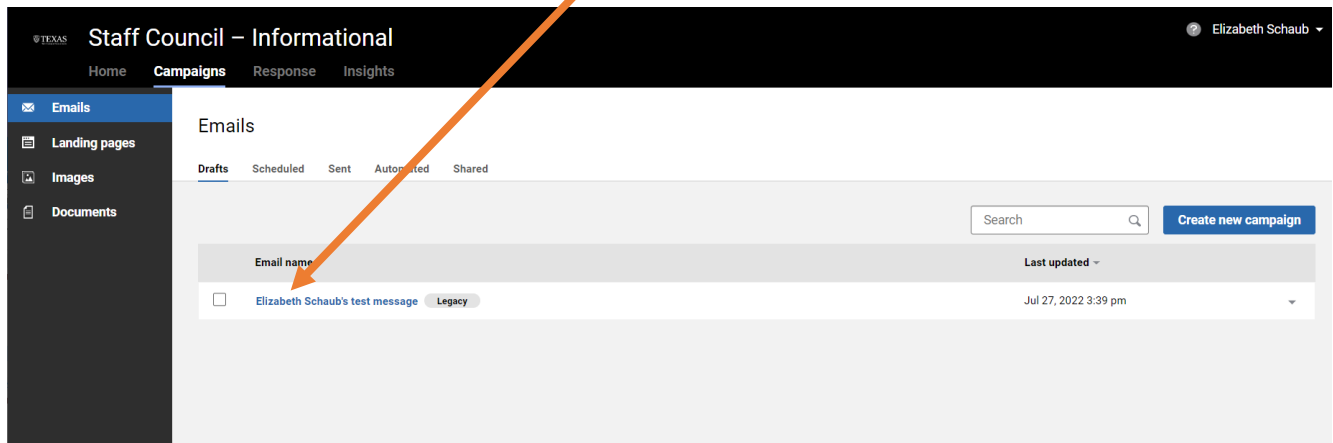 TEXAS Staff Council – Informational
Elizabeth Schaub
Home Campaigns Response Insights
Emails
Landing pages
Images
Documents
Emails
Drafts Scheduled Sent Automated Shared
Search Create new campaign
Email name Last updated
Elizabeth Schaub's test message Legacy Jul 27, 2022 3:39 pm